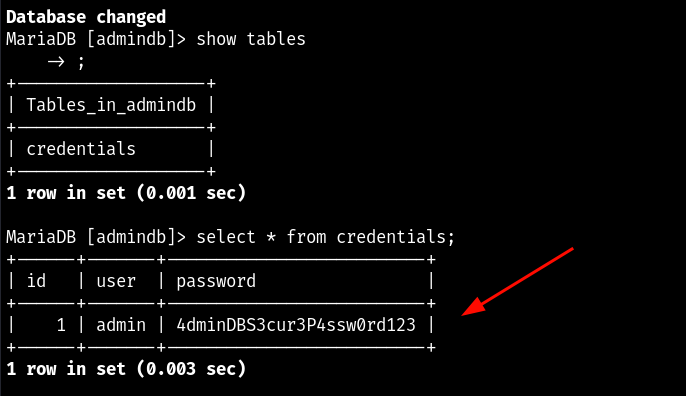 Database changed
MariaDB [admindb]> show tables
    -> ;
+-------------------+
| Tables_in_admindb |
+-------------------+
| credentials       |
+-------------------+
1 row in set (0.001 sec)
MariaDB [admindb]> select * from credentials;
+------+-------+--------------------------+
| id   | user  | password                 |
+------+-------+--------------------------+
|    1 | admin | 4dminDBS3cur3P4ssw0rd123 |
+------+-------+--------------------------+
1 row in set (0.003 sec)